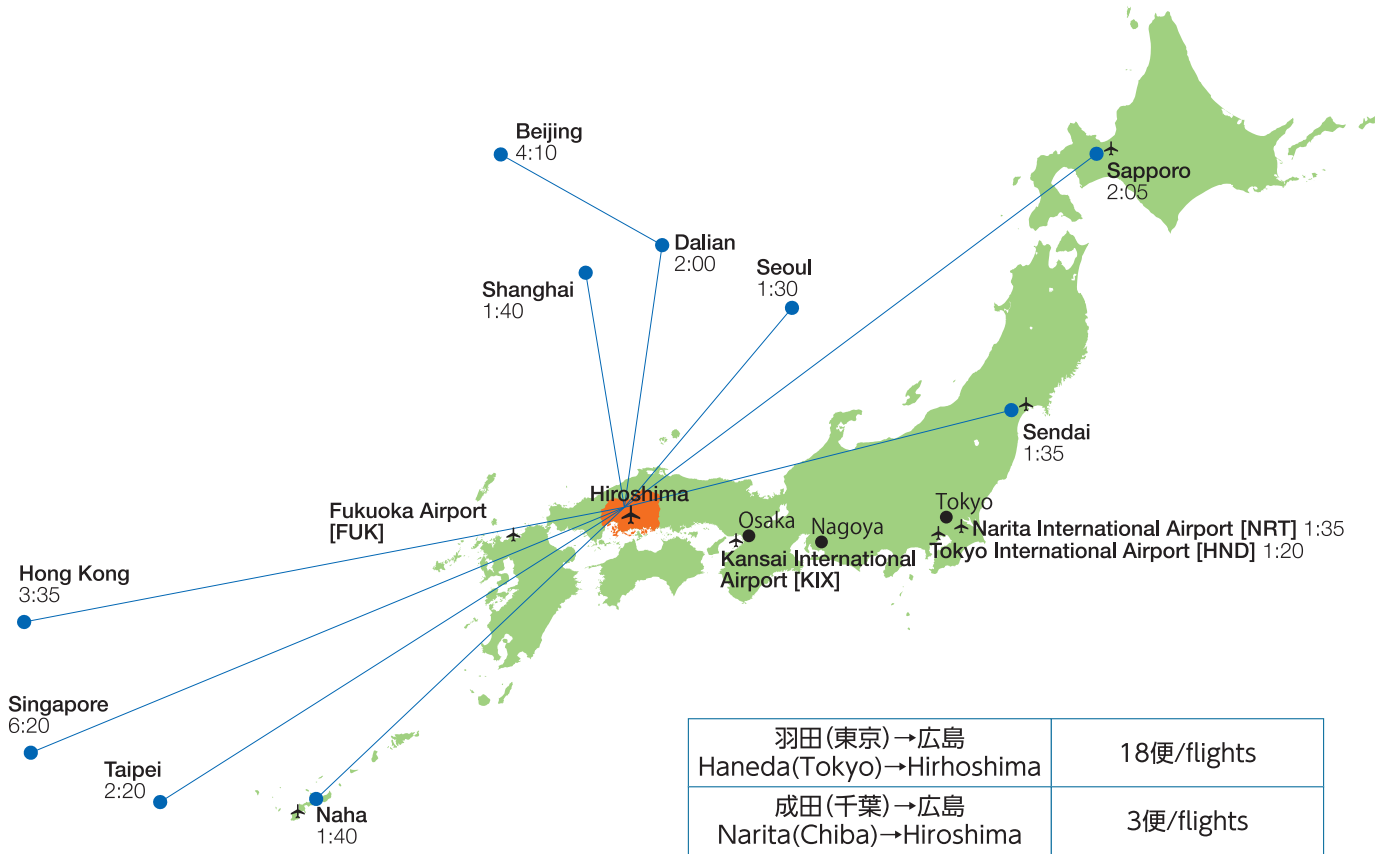 Beijing
4:10
Sapporo
2:05
Dalian
2:00
Seoul
1:30
Shanghai
1:40
Sendai
1:35
Hiroshima
Fukuoka Airport
[FUK]
Osaka
Nagoya
Tokyo
Narita International Airport [NRT] 1:35
Tokyo International Airport [HND] 1:20
Kansai International
Airport [KIX]
Hong Kong
3:35
Singapore
6:20
Taipei
2:20
Naha
1:40
羽田(東京)→広島
Haneda(Tokyo)→Hirhoshima
18便/flights
成田(千葉)→広島
Narita(Chiba)→Hiroshima
3便/flights